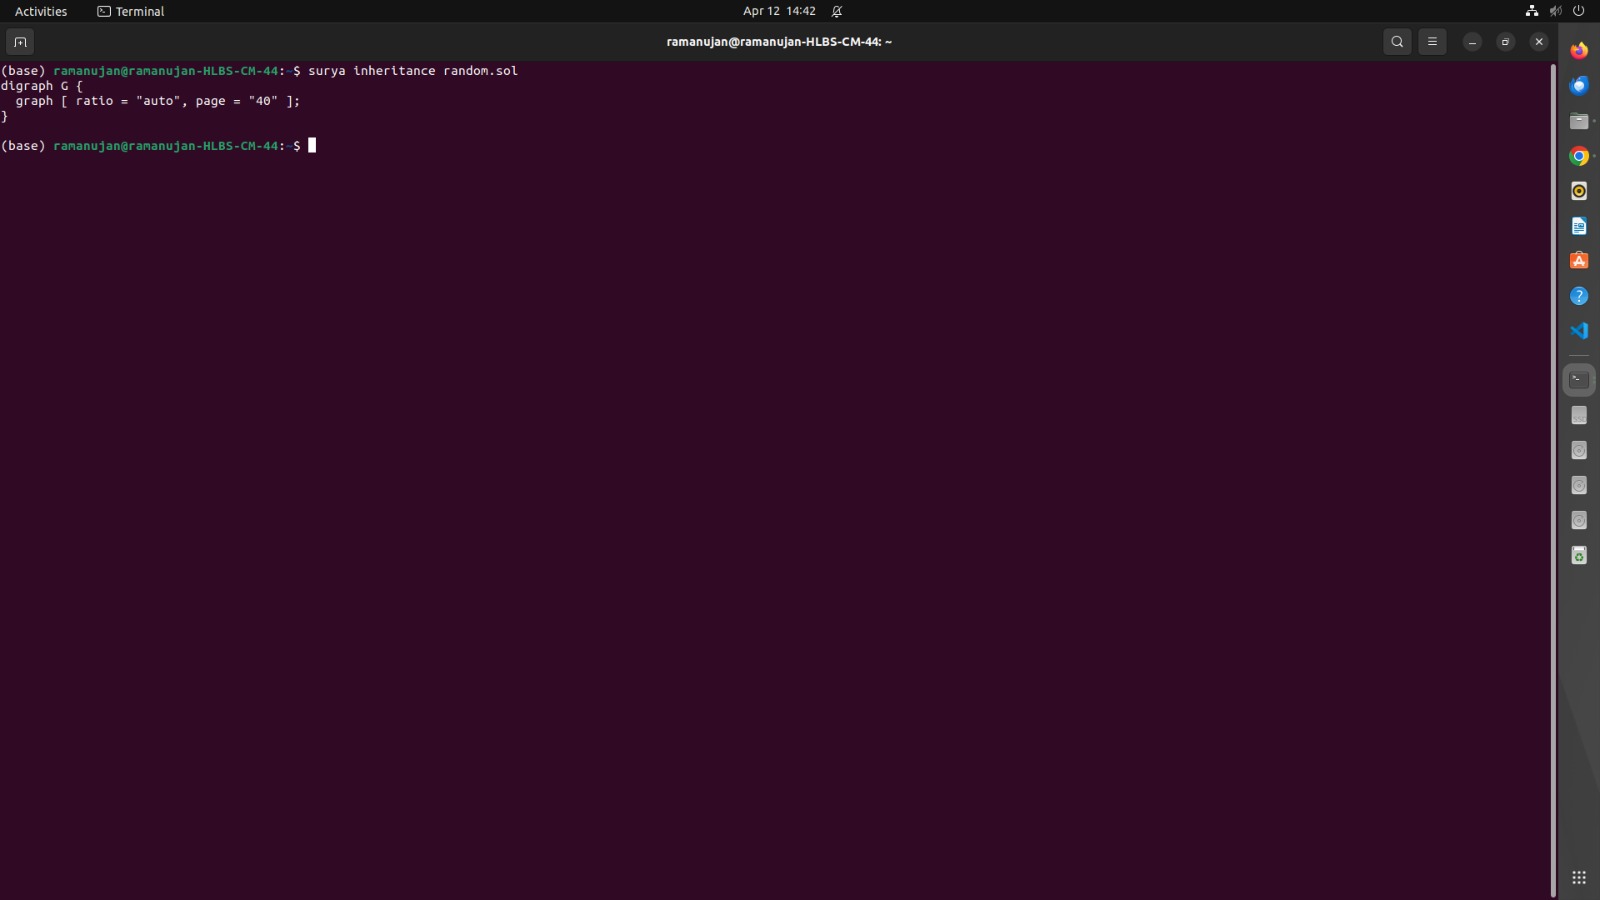 Activities Terminal Apr 12 14:42
ramanujan@ramanujan-HLBS-CM-44: ~
(base) ramanujan@ramanujan-HLBS-CM-44:~$ surya inheritance random.sol
digraph G {
  graph [ ratio = "auto", page = "40" ];
}
(base) ramanujan@ramanujan-HLBS-CM-44:~$